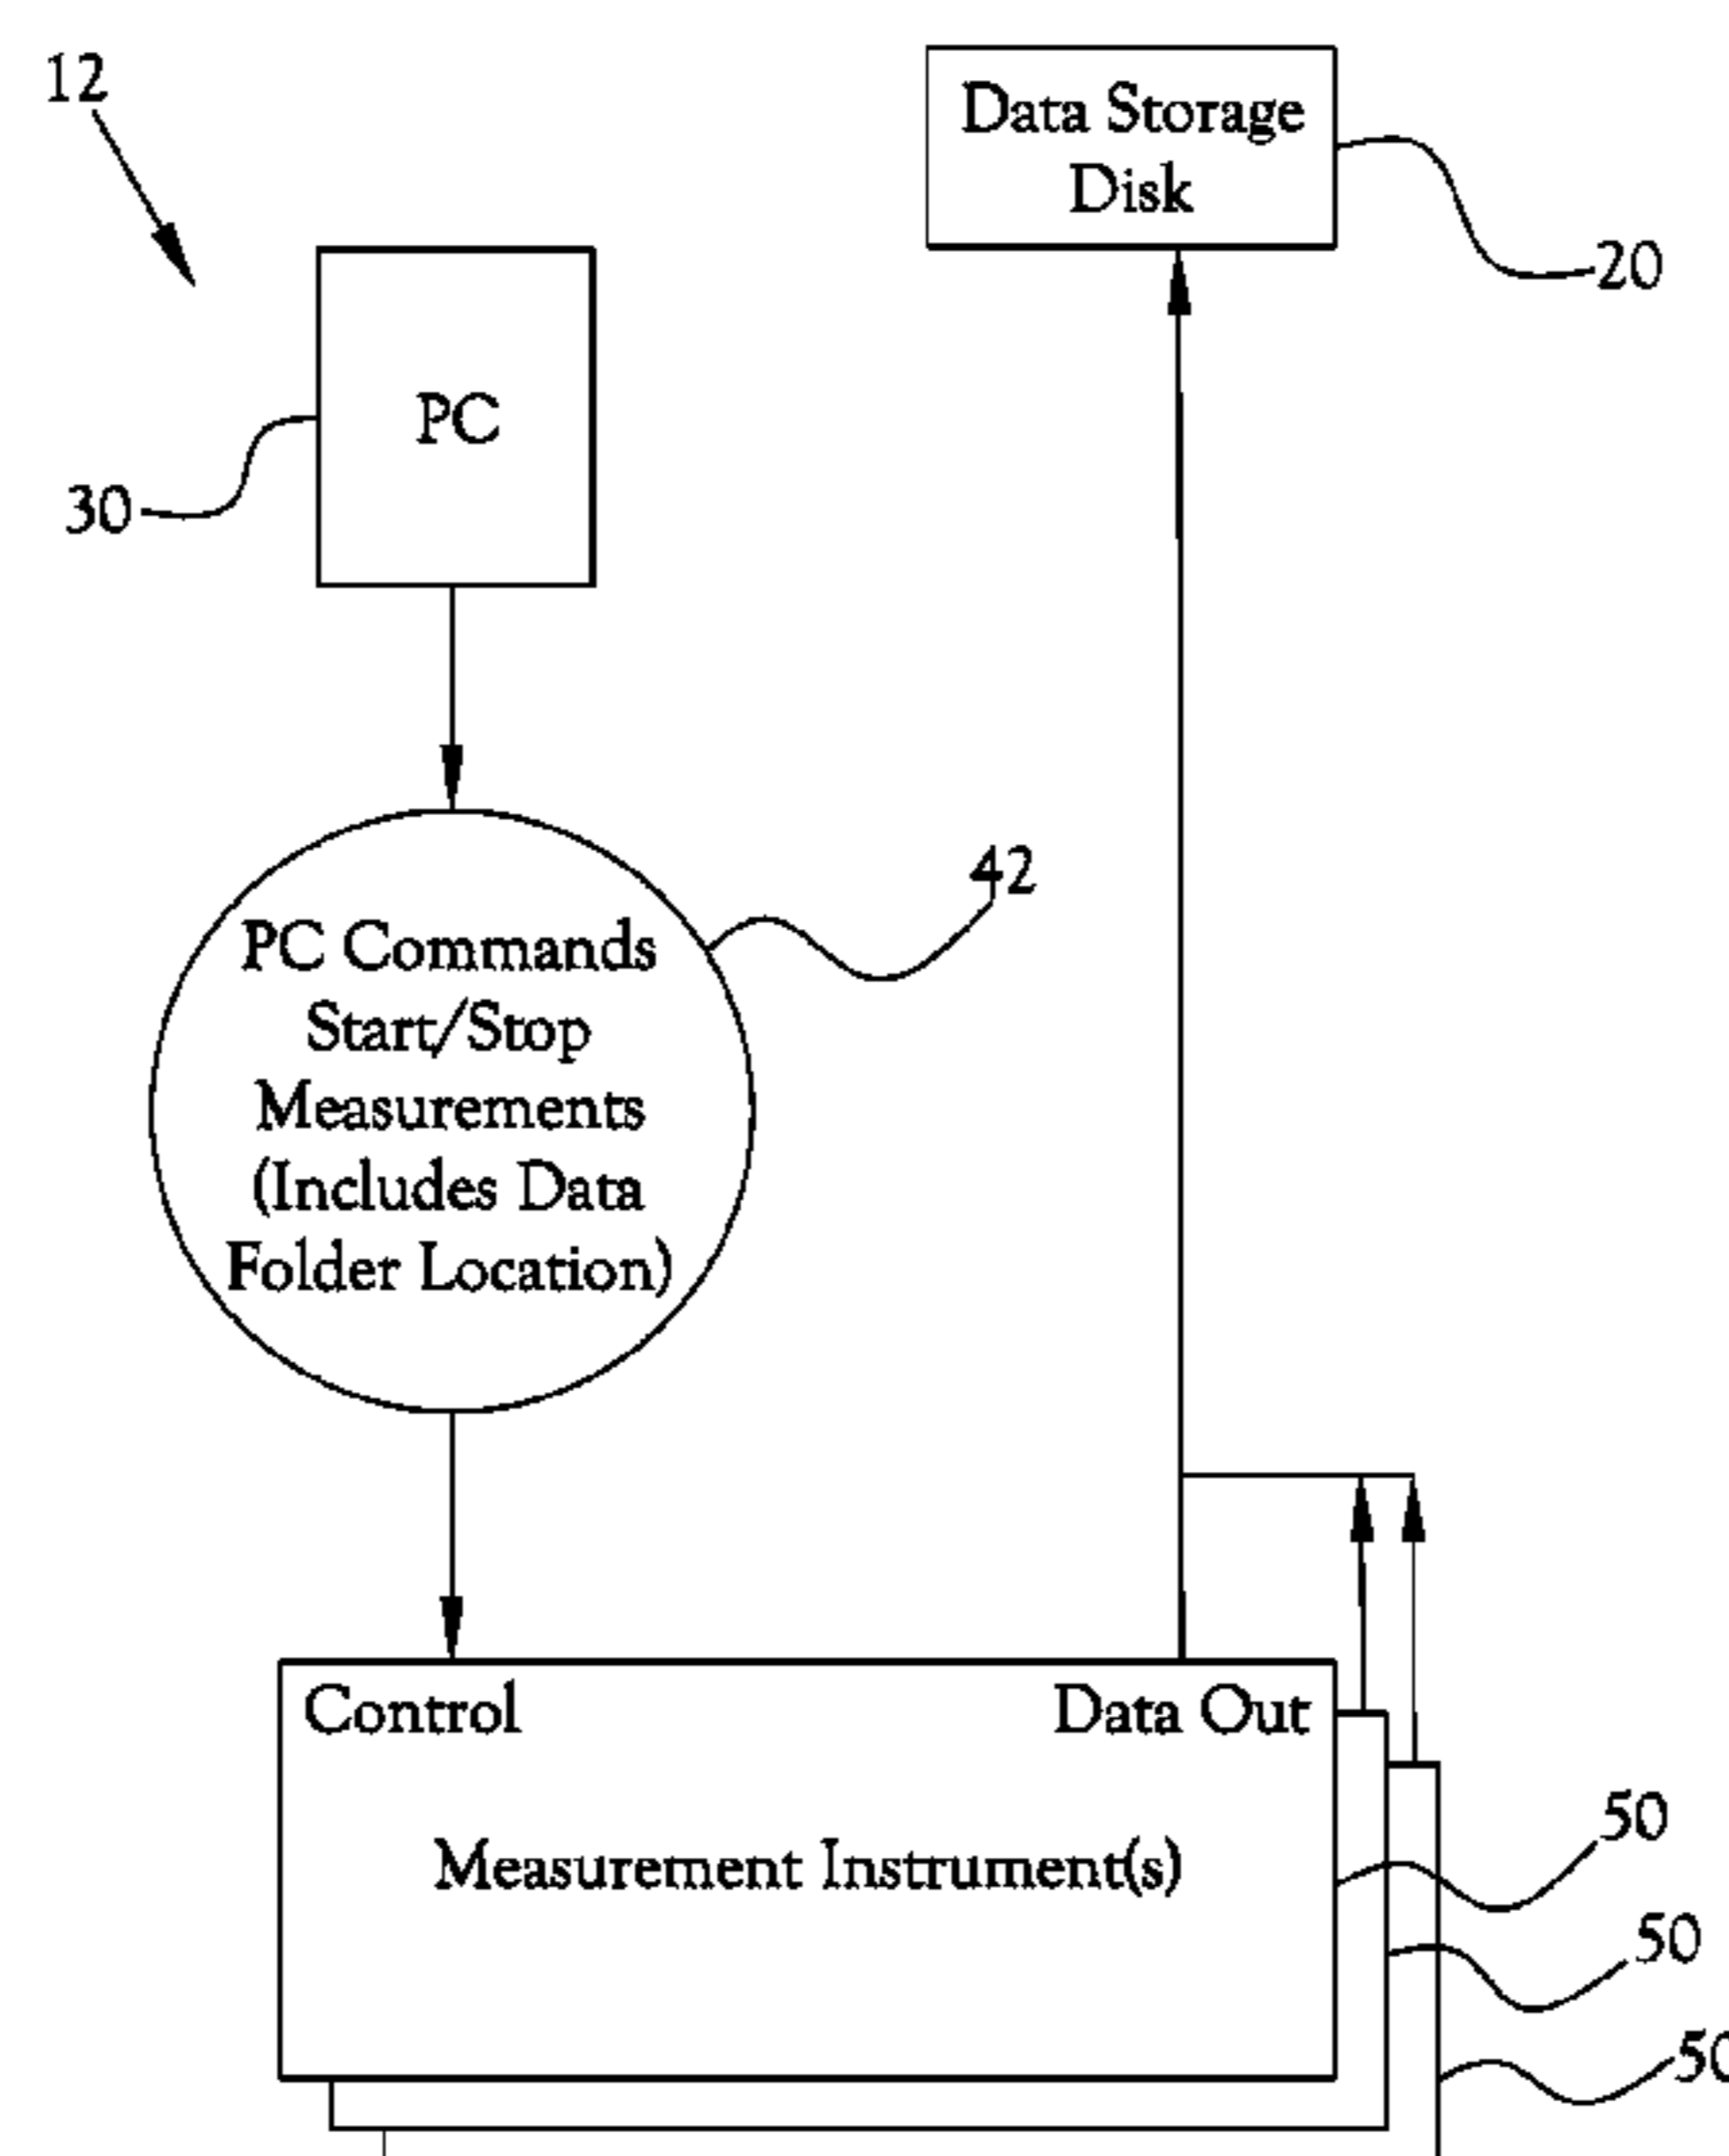 12
Data Storage
Disk
20
PC
30
42
PC Commands
Start/Stop
Measurements
(Includes Data
Folder Location)
Control
Data Out
Measurement Instrument(s)
50
50
50